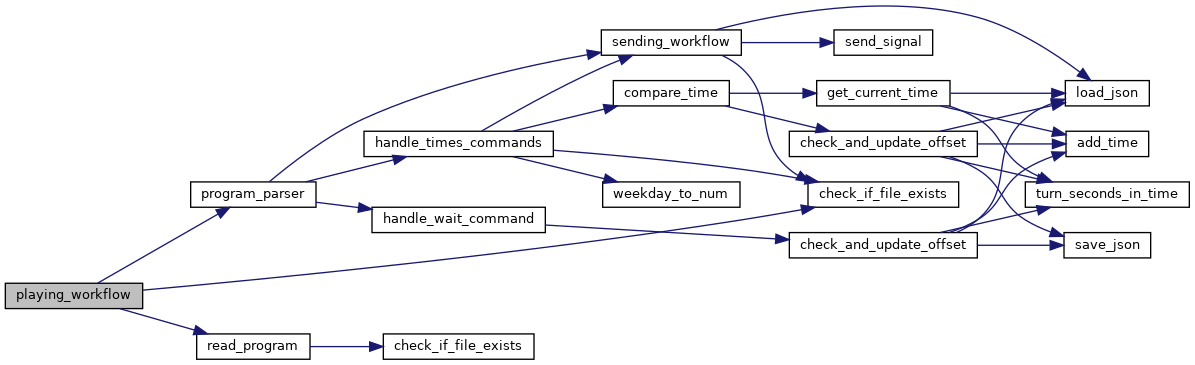 sending_workflow
send_signal
compare_time
get_current_time
load_json
handle_times_commands
check_and_update_offset
add_time
program_parser
weekday_to_num
check_if_file_exists
turn_seconds_in_time
handle_wait_command
check_and_update_offset
save_json
playing_workflow
read_program
check_if_file_exists